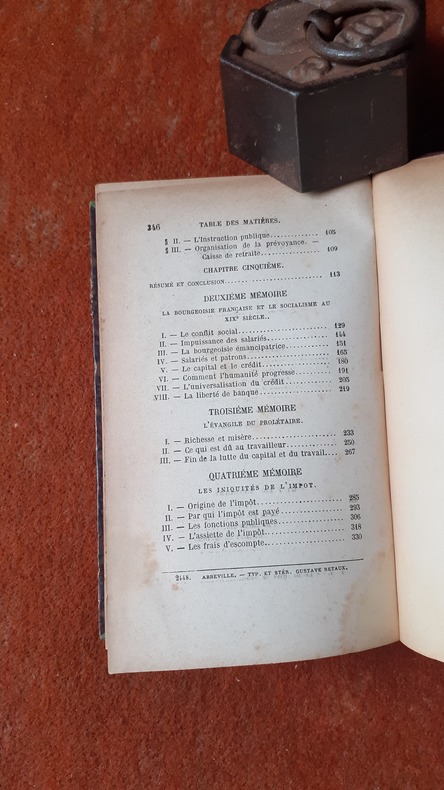 346 TABLE DES MATIÈRES.
§ II. — L'Instruction publique.............. 105
§ III. — Organisation de la prévoyance. —
Caisse de retraite.................. 109
CHAPITRE CINQUIÈME.
RÉSUMÉ ET CONCLUSION........................... 113
DEUXIÈME MÉMOIRE
LA BOURGEOISIE FRANÇAISE ET LE SOCIALISME AU
XIXᵉ SIÈCLE..
I. — Le conflit social........................ 129
II. — Impuissance des salariés............... 144
III. — La bourgeoisie émancipatrice.......... 151
IV. — Salariés et patrons.................... 165
V. — Le capital et le crédit................. 180
VI. — Comment l'humanité progresse........ 191
VII. — L'universalisation du crédit........... 205
VIII. — La liberté de banque.................. 219
TROISIÈME MÉMOIRE
L'ÉVANGILE DU PROLÉTAIRE.
I. — Richesse et misère...................... 233
II. — Ce qui est dû au travailleur............. 250
III. — Fin de la lutte du capital et du travail... 267
QUATRIÈME MÉMOIRE
LES INIQUITÉS DE L'IMPOT.
I. — Origine de l'impôt....................... 285
II. — Par qui l'impôt est payé................ 293
III. — Les fonctions publiques................ 306
IV. — L'assiette de l'impôt................... 318
V. — Les frais d'escompte.................... 330
2448. ABBEVILLE. — TYP. ET STÉR. GUSTAVE RETAUX.